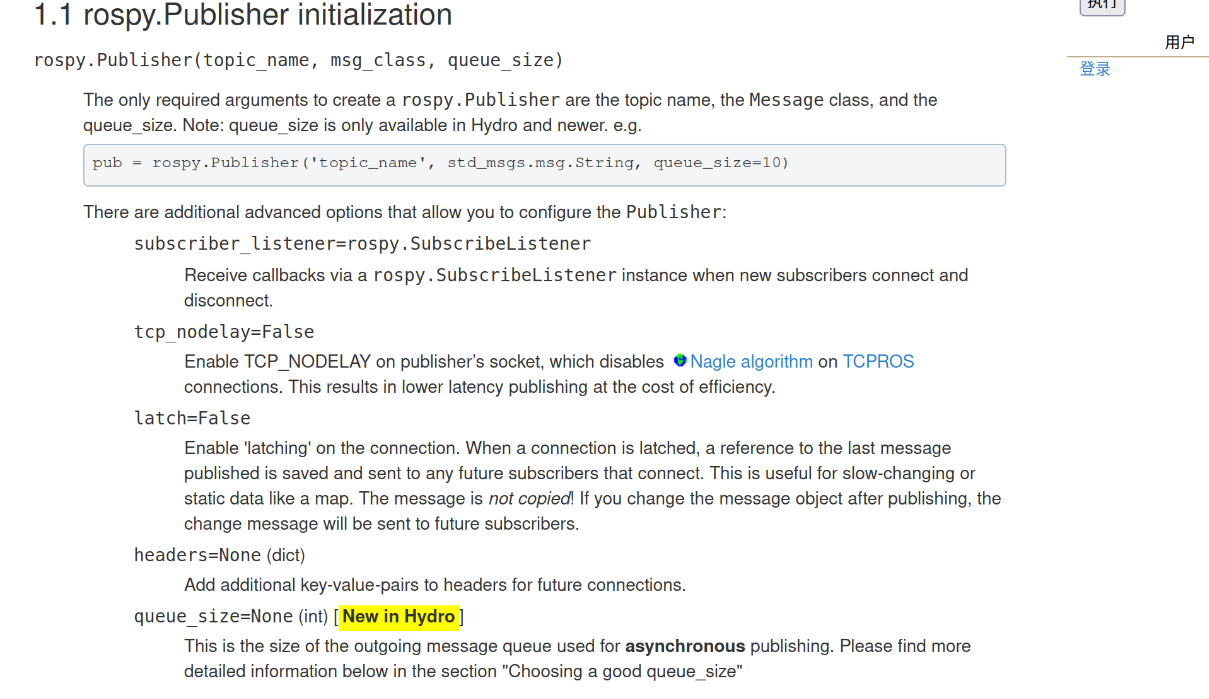 1.1 rospy.Publisher initialization
执行
用户
登录
rospy.Publisher(topic_name, msg_class, queue_size)
The only required arguments to create a rospy.Publisher are the topic name, the Message class, and the
queue_size. Note: queue_size is only available in Hydro and newer. e.g.
pub = rospy.Publisher('topic_name', std_msgs.msg.String, queue_size=10)
There are additional advanced options that allow you to configure the Publisher:
subscriber_listener=rospy.SubscribeListener
Receive callbacks via a rospy.SubscribeListener instance when new subscribers connect and
disconnect.
tcp_nodelay=False
Enable TCP_NODELAY on publisher’s socket, which disables Nagle algorithm on TCPROS
connections. This results in lower latency publishing at the cost of efficiency.
latch=False
Enable 'latching' on the connection. When a connection is latched, a reference to the last message
published is saved and sent to any future subscribers that connect. This is useful for slow-changing or
static data like a map. The message is not copied! If you change the message object after publishing, the
change message will be sent to future subscribers.
headers=None (dict)
Add additional key-value-pairs to headers for future connections.
queue_size=None (int) [New in Hydro]
This is the size of the outgoing message queue used for asynchronous publishing. Please find more
detailed information below in the section "Choosing a good queue_size"